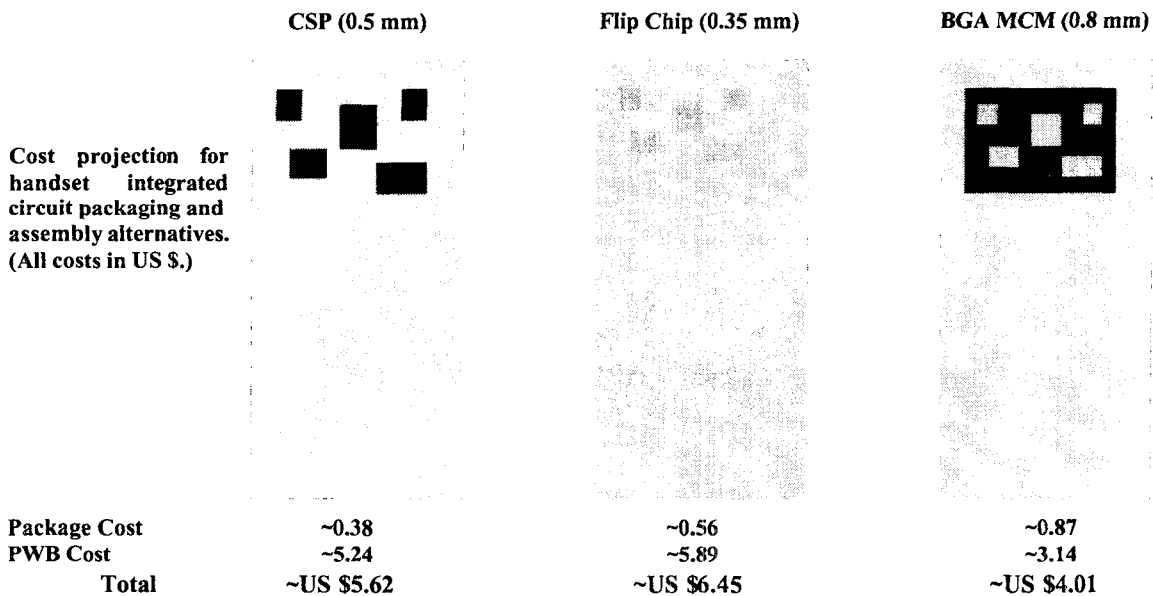 CSP (0.5 mm) Flip Chip (0.35 mm) BGA MCM (0.8 mm)
Cost projection for
handset integrated
circuit packaging and
assembly alternatives.
(All costs in US $.)
Package Cost ~0.38 ~0.56 ~0.87
PWB Cost ~5.24 ~5.89 ~3.14
Total ~US $5.62 ~US $6.45 ~US $4.01